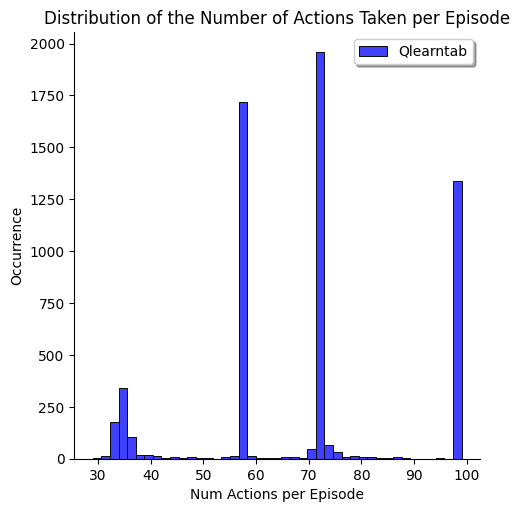 Distribution of the Number of Actions Taken per Episode
Qlearntab
2000
1750
1500
1250
1000
750
500
250
0
Occurrence
30 40 50 60 70 80 90 100
Num Actions per Episode